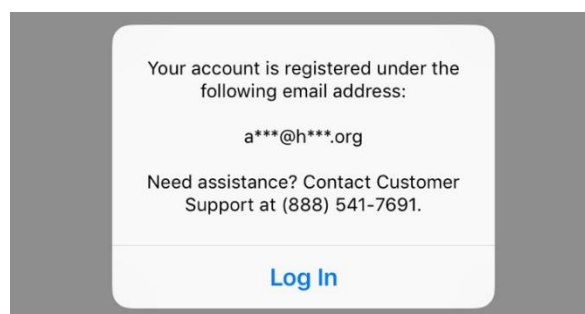 Your account is registered under the
following email address:
a***@h***.org
Need assistance? Contact Customer
Support at (888) 541-7691.
Log In